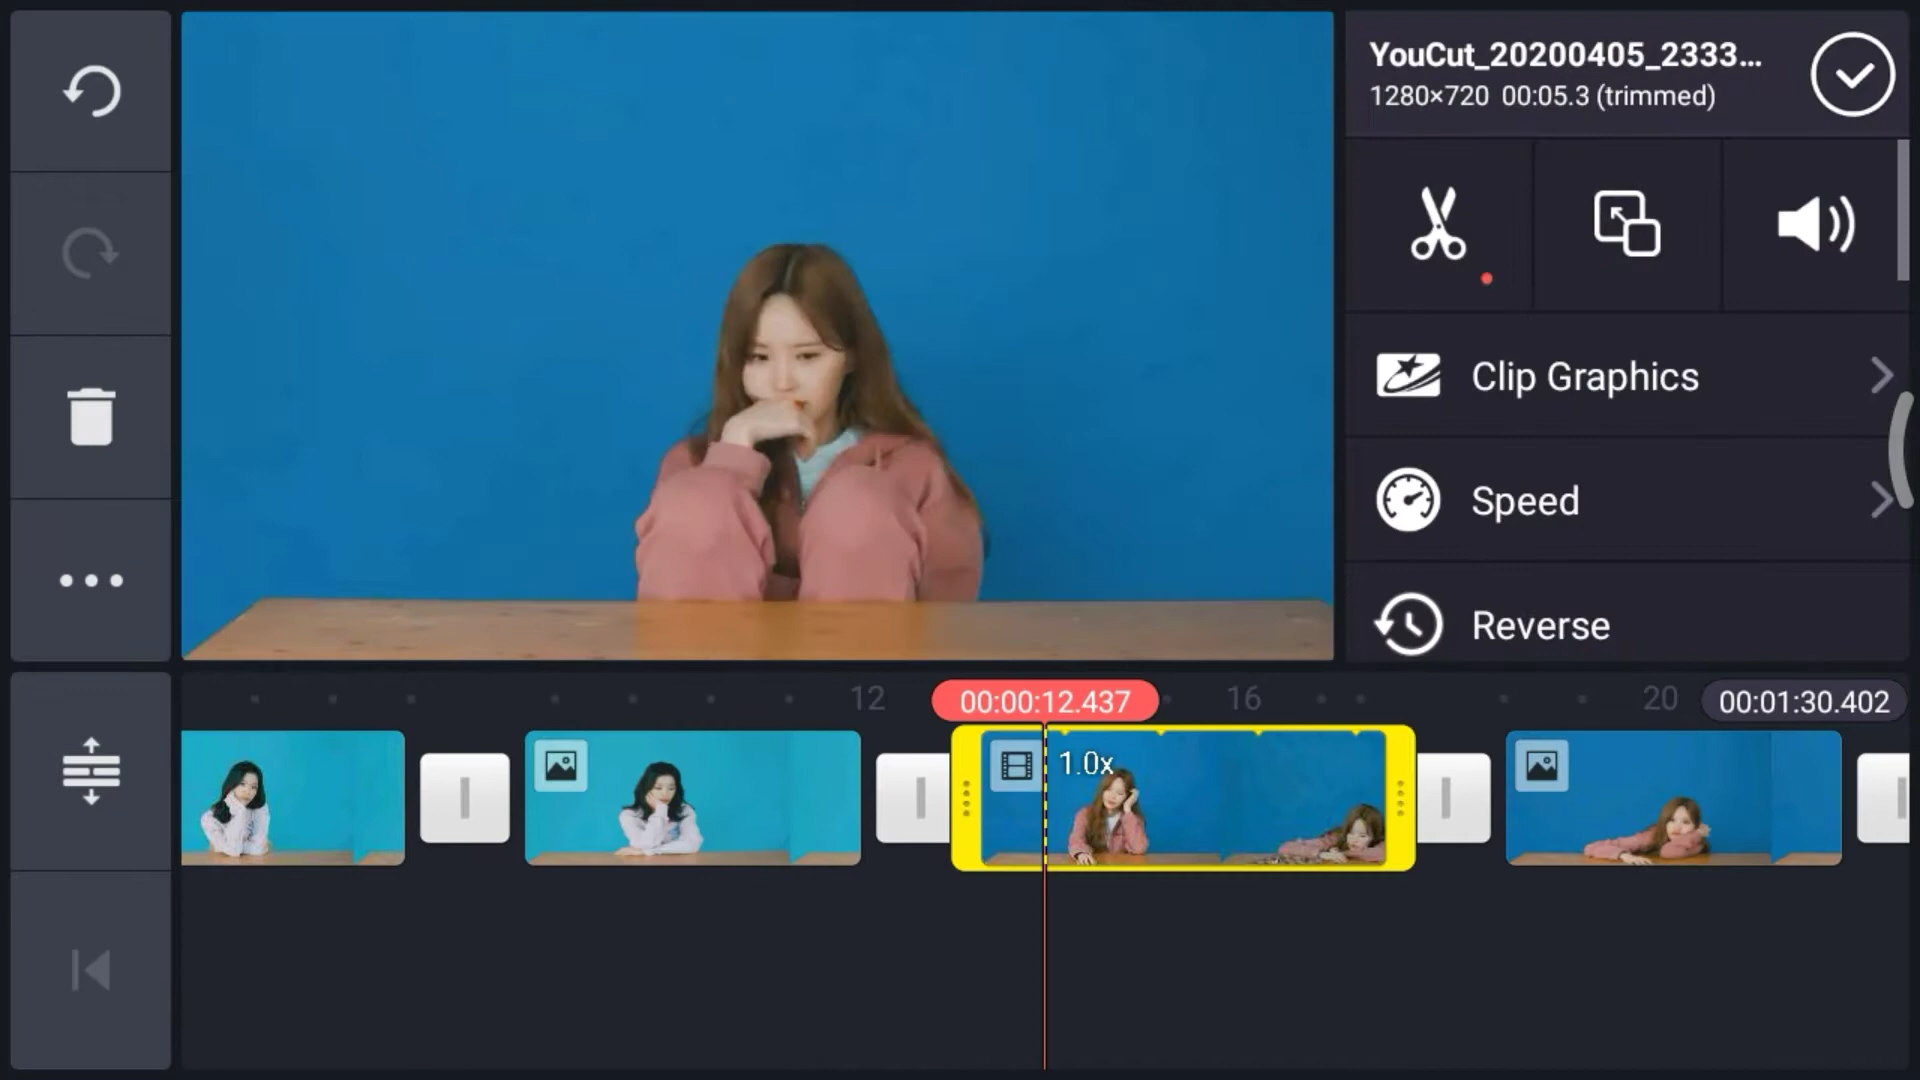 YouCut_20200405_2333...
1280×720 00:05.3 (trimmed)
Clip Graphics
Speed
Reverse
12
00:00:12.437
16
20
00:01:30.402
1.0x